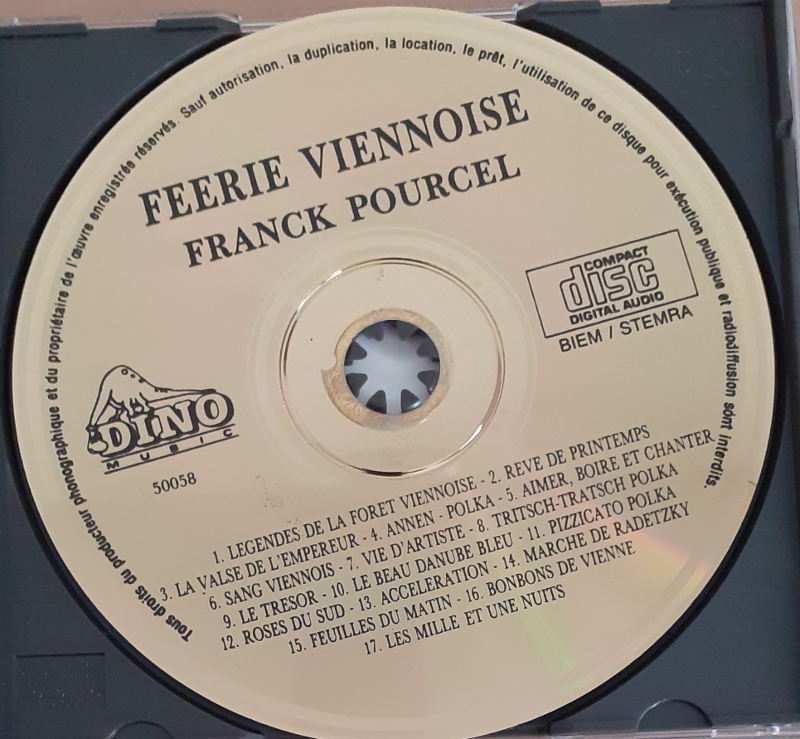 Tous droits du producteur phonographique et du propriétaire de l'œuvre enregistrée réservés. Sauf autorisation, la duplication, la location, le prêt, l'utilisation de ce disque pour exécution publique et radiodiffusion sont interdits.
FEERIE VIENNOISE
FRANCK POURCEL
COMPACT
disc
DIGITAL AUDIO
BIEM / STEMRA
DINO
MUSIC
50058
1. LEGENDES DE LA FORET VIENNOISE - 2. REVE DE PRINTEMPS
3. LA VALSE DE L'EMPEREUR - 4. ANNEN - POLKA - 5. AIMER, BOIRE ET CHANTER
6. SANG VIENNOIS - 7. VIE D'ARTISTE - 8. TRITSCH-TRATSCH POLKA
9. LE TRESOR - 10. LE BEAU DANUBE BLEU - 11. PIZZICATO POLKA
12. ROSES DU SUD - 13. ACCELERATION - 14. MARCHE DE RADETZKY
15. FEUILLES DU MATIN - 16. BONBONS DE VIENNE
17. LES MILLE ET UNE NUITS